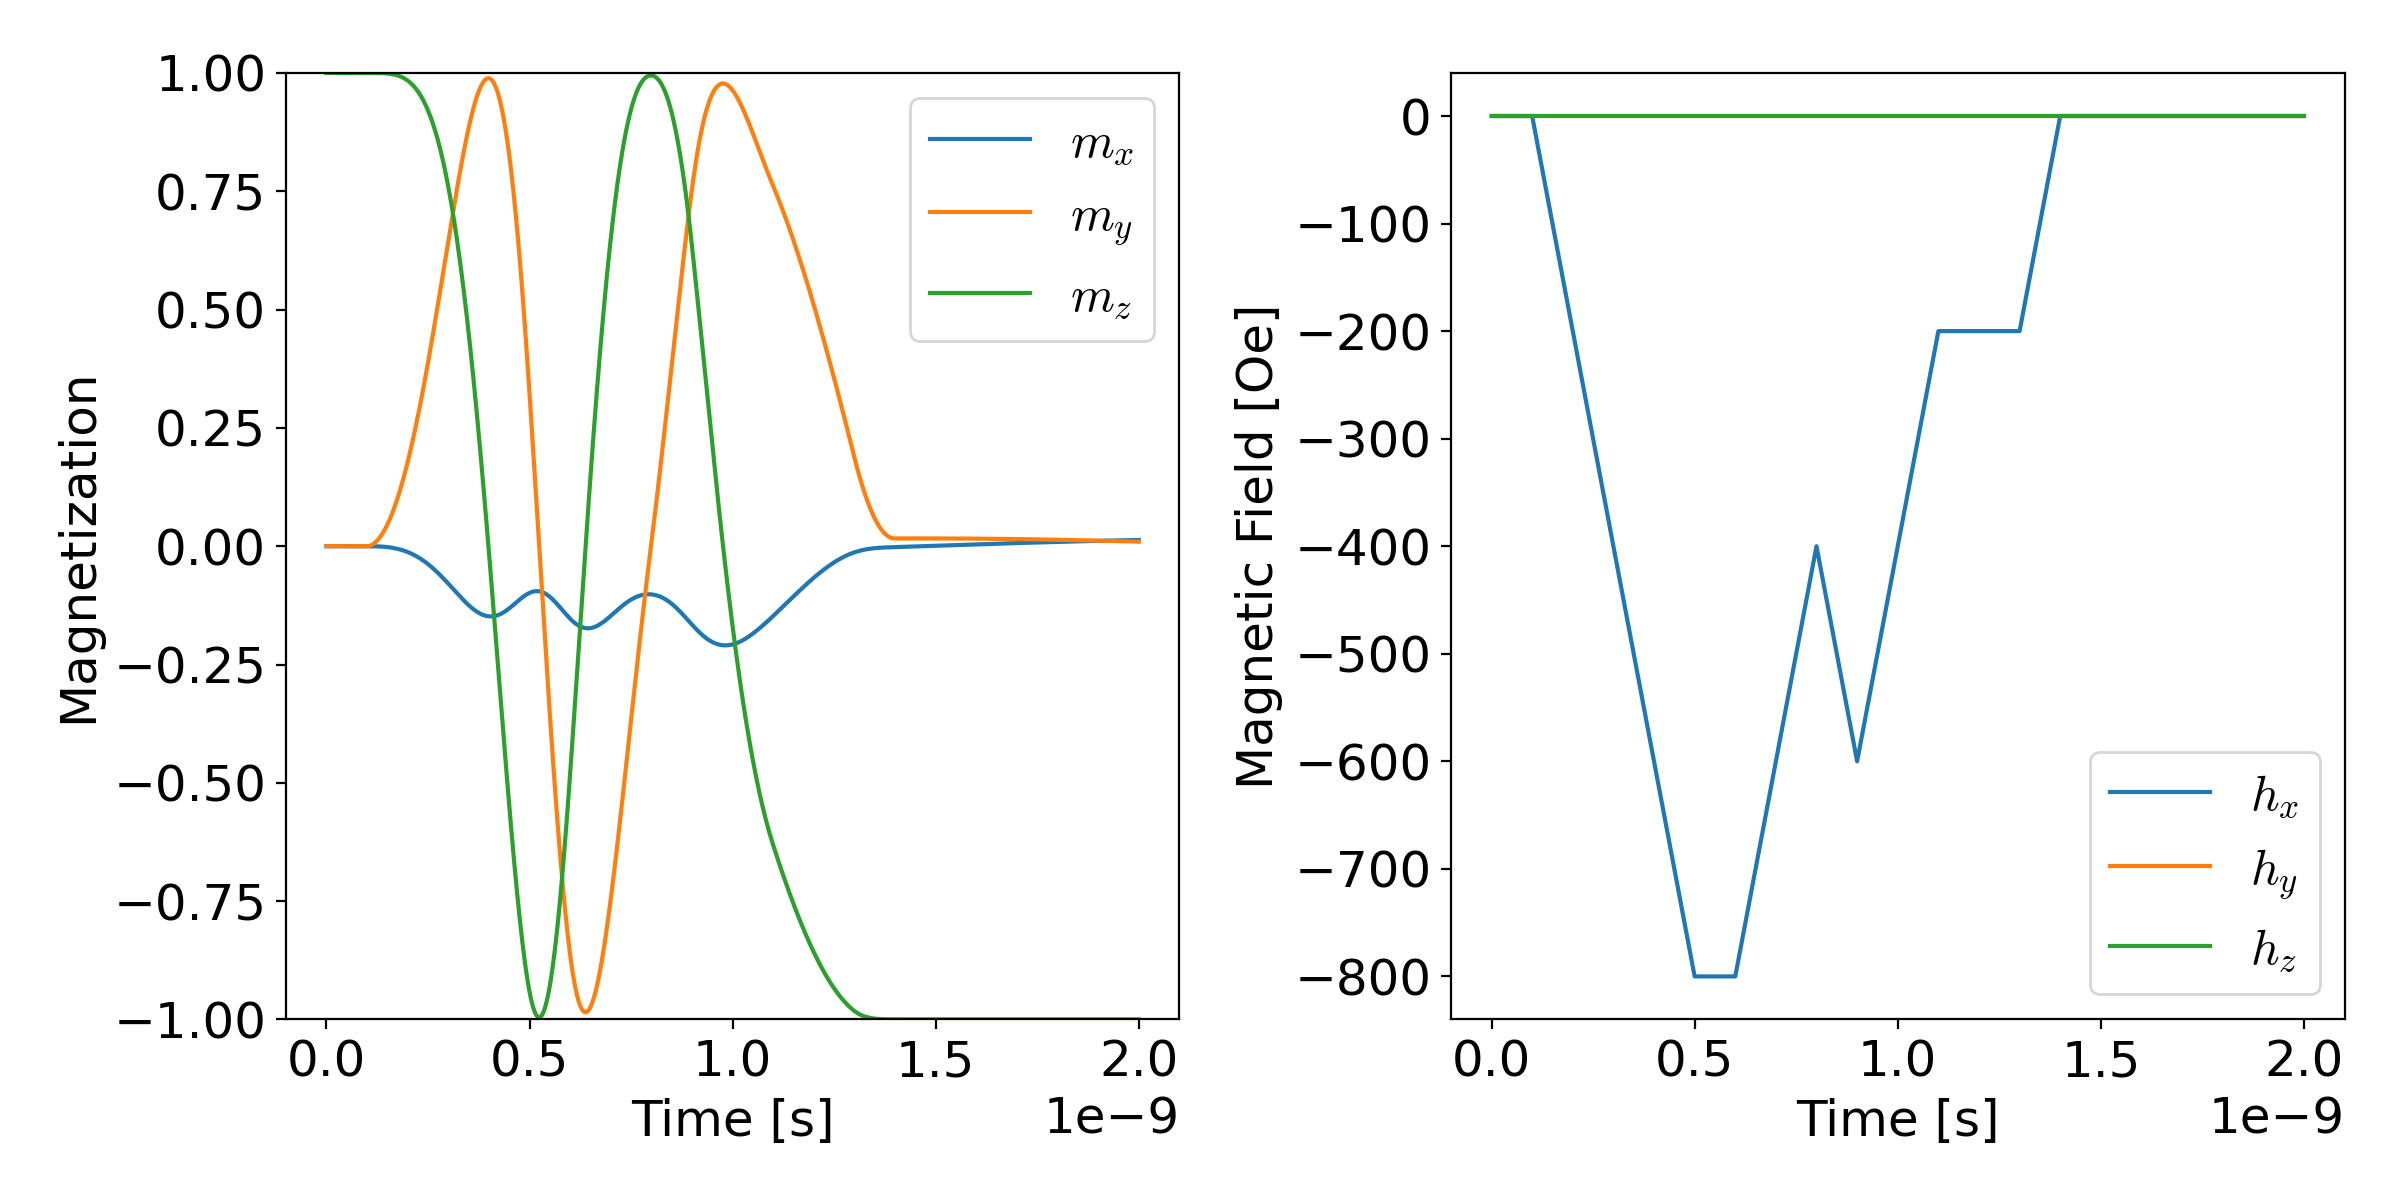 Magnetization
1.00
0.75
0.50
0.25
0.00
−0.25
−0.50
−0.75
−1.00
0.0 0.5 1.0 1.5 2.0
Time [s]
1e−9
m_x
m_y
m_z
Magnetic Field [Oe]
0
−100
−200
−300
−400
−500
−600
−700
−800
0.0 0.5 1.0 1.5 2.0
Time [s]
1e−9
h_x
h_y
h_z